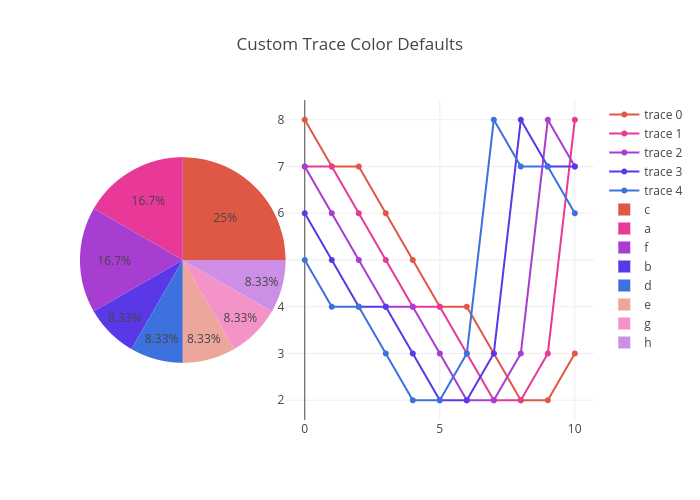 Custom Trace Color Defaults
25%
16.7%
16.7%
8.33%
8.33%
8.33%
8.33%
8.33%
8
7
6
4
3
2
0
5
10
trace 0
trace 1
trace 2
trace 3
trace 4
c
a
f
b
d
e
g
h